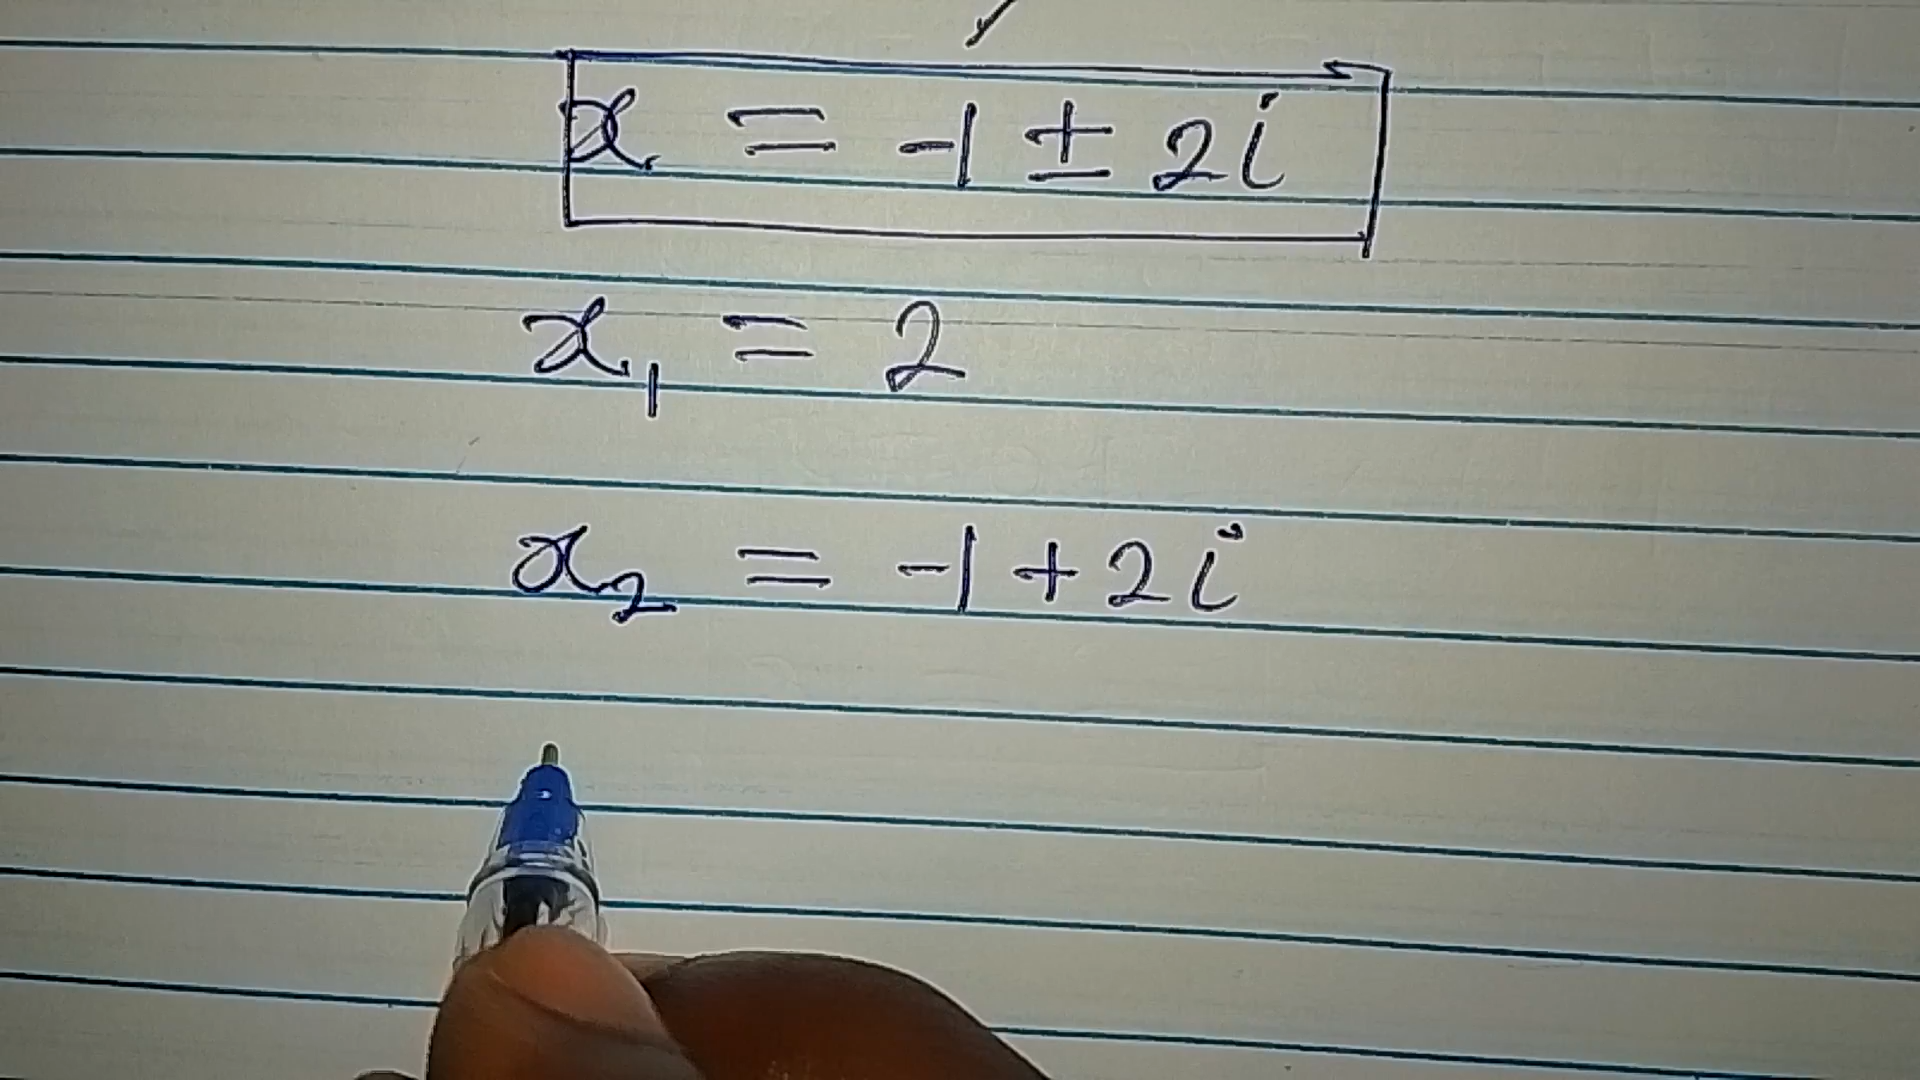 x = -1 ± 2i
x₁ = 2
x₂ = -1 + 2i